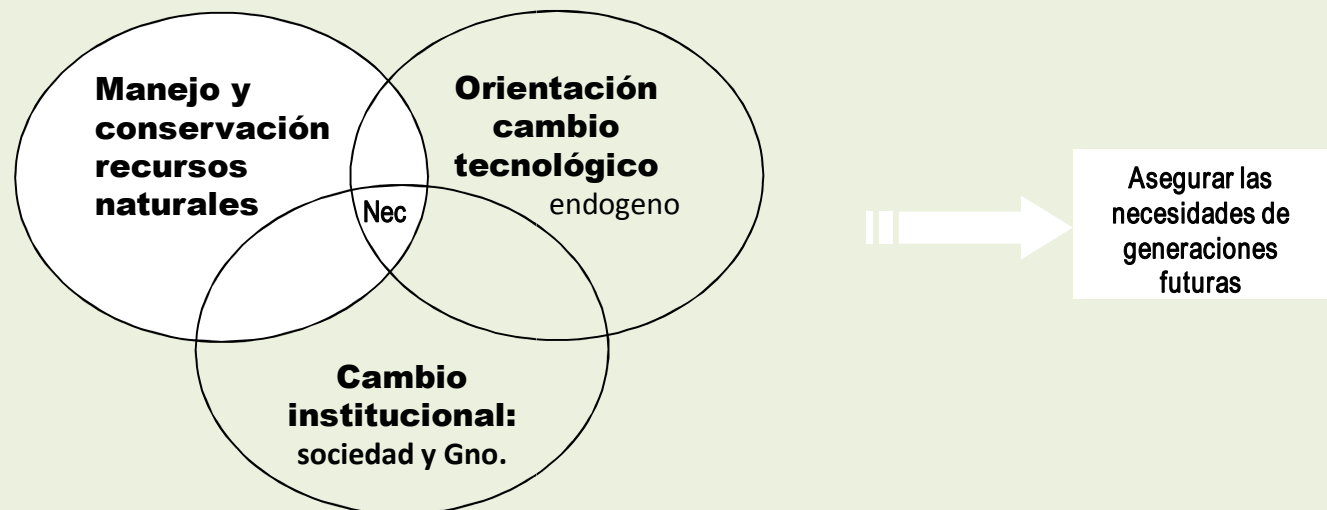 Manejo y
conservación
recursos
naturales
Orientación
cambio
tecnológico
endogeno
Nec
Cambio
institucional:
sociedad y Gno.
Asegurar las
necesidades de
generaciones
futuras